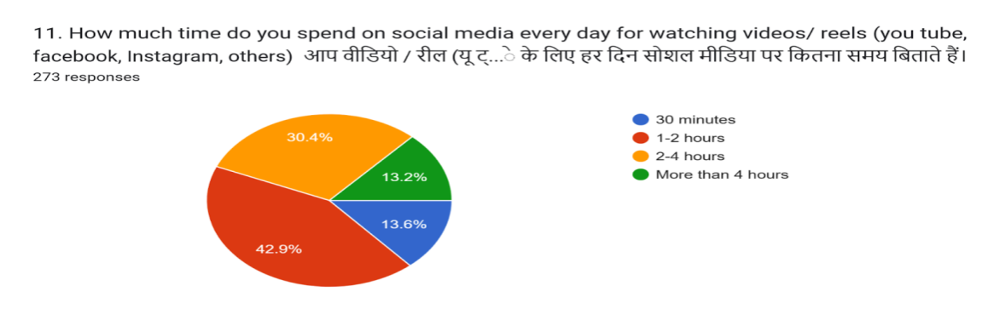 11. How much time do you spend on social media every day for watching videos/ reels (you tube,
facebook, Instagram, others) आप वीडियो / रील (यू ट्...े के लिए हर दिन सोशल मीडिया पर कितना समय बिताते हैं।
273 responses
30 minutes
1-2 hours
2-4 hours
More than 4 hours
30.4%
13.2%
13.6%
42.9%